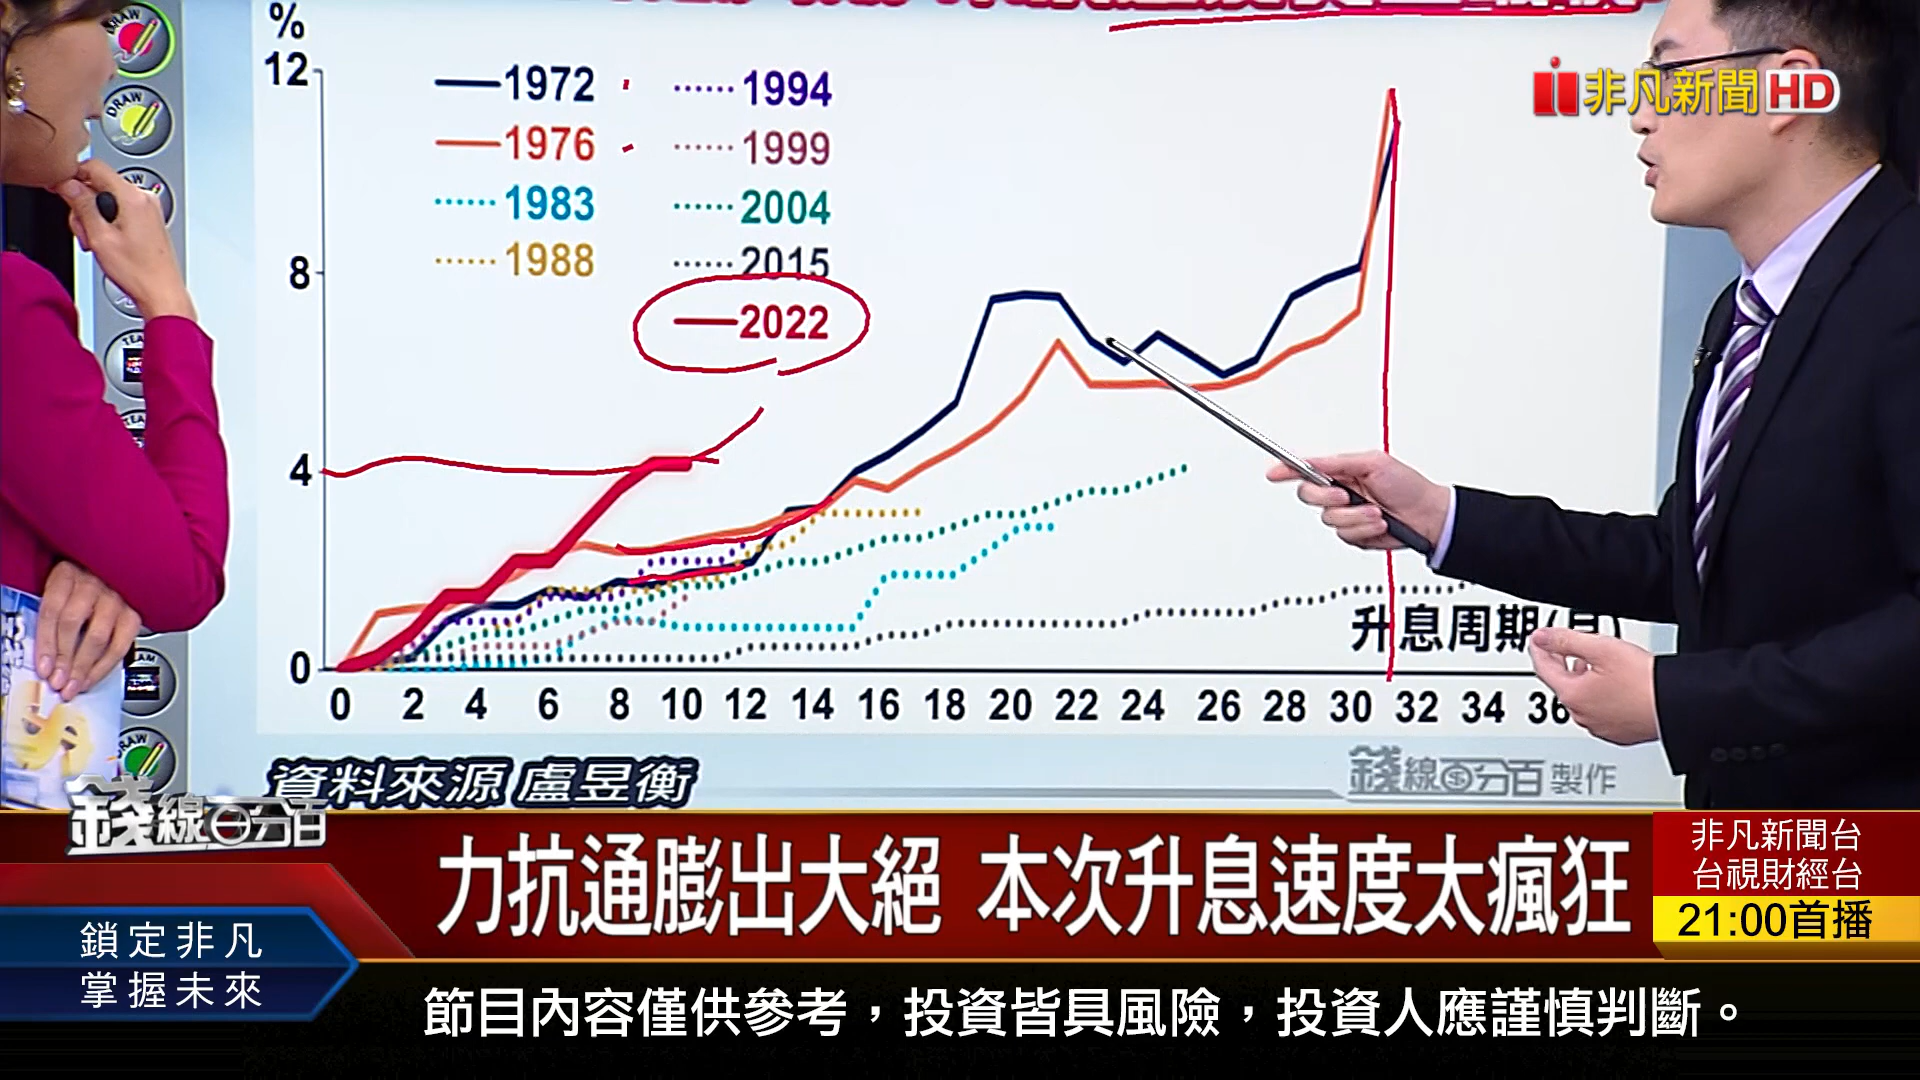 %
12
8
4
0
1972
1976
1983
1988
1994
1999
2004
2015
2022
DRAW
DRAW
非凡新聞HD
升息周期(月)
0 2 4 6 8 10 12 14 16 18 20 22 24 26 28 30 32 34 36
DRAW
資料來源 盧昱衡
錢線百分百製作
錢線百分百
力抗通膨出大絕 本次升息速度太瘋狂
非凡新聞台
台視財經台
21:00首播
鎖定非凡
掌握未來
節目內容僅供參考，投資皆具風險，投資人應謹慎判斷。